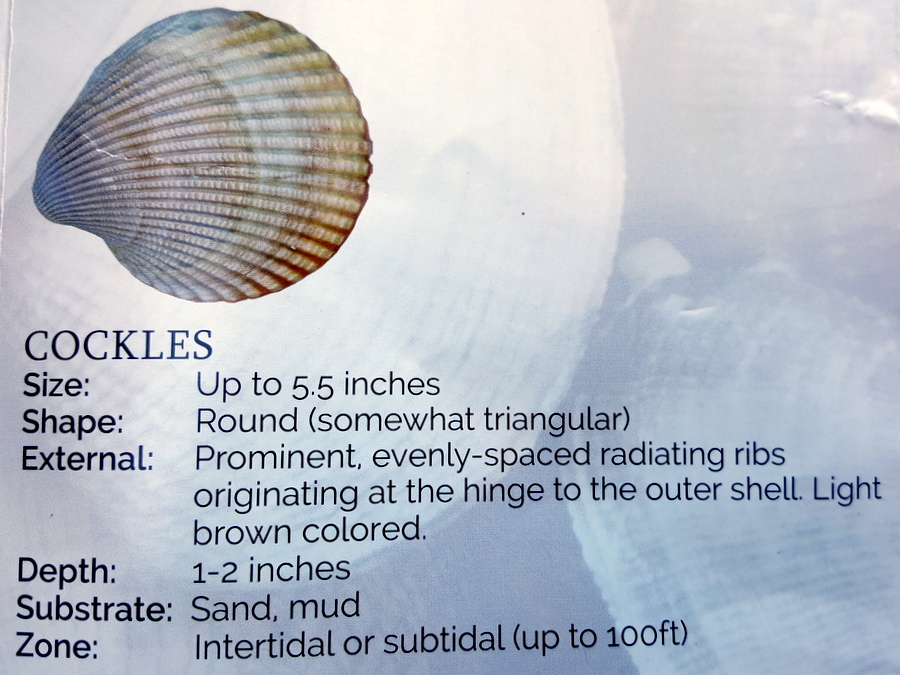 COCKLES
Size: Up to 5.5 inches
Shape: Round (somewhat triangular)
External: Prominent, evenly-spaced radiating ribs
originating at the hinge to the outer shell. Light
brown colored.
Depth: 1-2 inches
Substrate: Sand, mud
Zone: Intertidal or subtidal (up to 100ft)